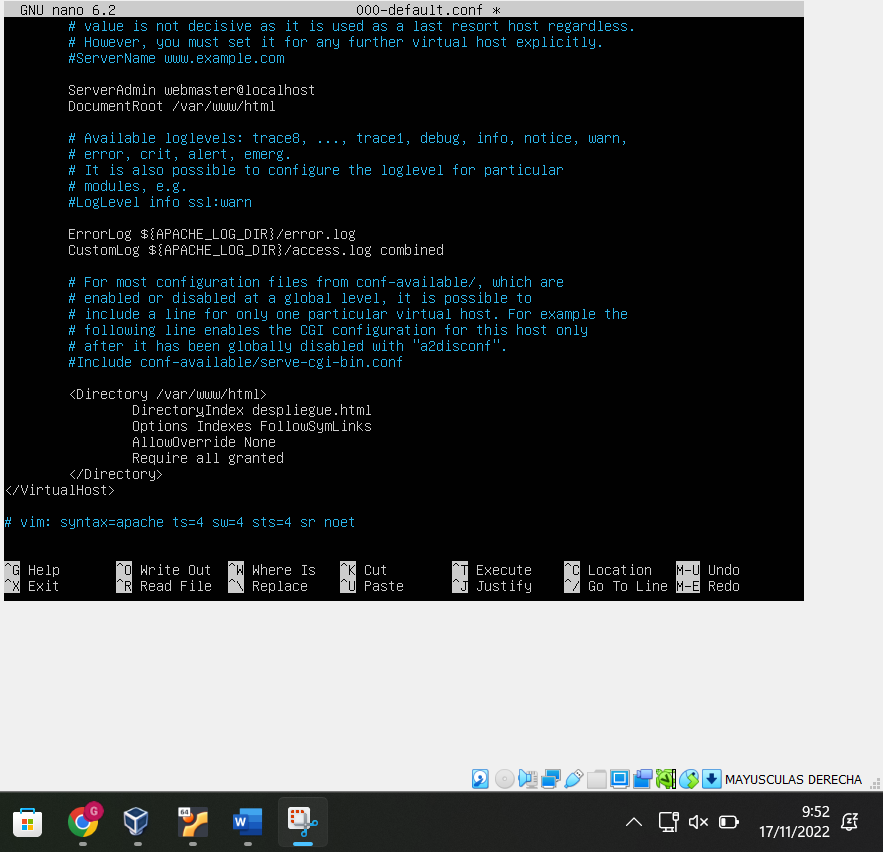 GNU nano 6.2 000-default.conf *
# value is not decisive as it is used as a last resort host regardless.
# However, you must set it for any further virtual host explicitly.
#ServerName www.example.com
ServerAdmin webmaster@localhost
DocumentRoot /var/www/html
# Available loglevels: trace8, ..., trace1, debug, info, notice, warn,
# error, crit, alert, emerg.
# It is also possible to configure the loglevel for particular
# modules, e.g.
#LogLevel info ssl:warn
ErrorLog ${APACHE_LOG_DIR}/error.log
CustomLog ${APACHE_LOG_DIR}/access.log combined
# For most configuration files from conf-available/, which are
# enabled or disabled at a global level, it is possible to
# include a line for only one particular virtual host. For example the
# following line enables the CGI configuration for this host only
# after it has been globally disabled with "a2disconf".
#Include conf-available/serve-cgi-bin.conf
<Directory /var/www/html>
DirectoryIndex despliegue.html
Options Indexes FollowSymLinks
AllowOverride None
Require all granted
</Directory>
</VirtualHost>
# vim: syntax=apache ts=4 sw=4 sts=4 sr noet
^G Help ^O Write Out ^W Where Is ^K Cut ^T Execute ^C Location M-U Undo
^X Exit ^R Read File ^\ Replace ^U Paste ^J Justify ^/ Go To Line M-E Redo
MAYUSCULAS DERECHA
G
64
W
9:52
17/11/2022